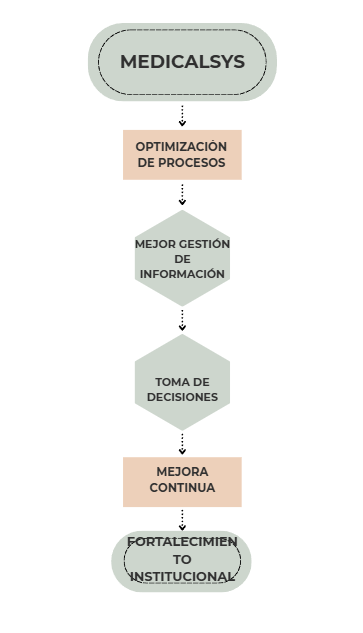 MEDICALSYS
OPTIMIZACIÓN
DE PROCESOS
MEJOR GESTIÓN
DE
INFORMACIÓN
TOMA DE
DECISIONES
MEJORA
CONTINUA
FORTALECIMIEN
TO
INSTITUCIONAL